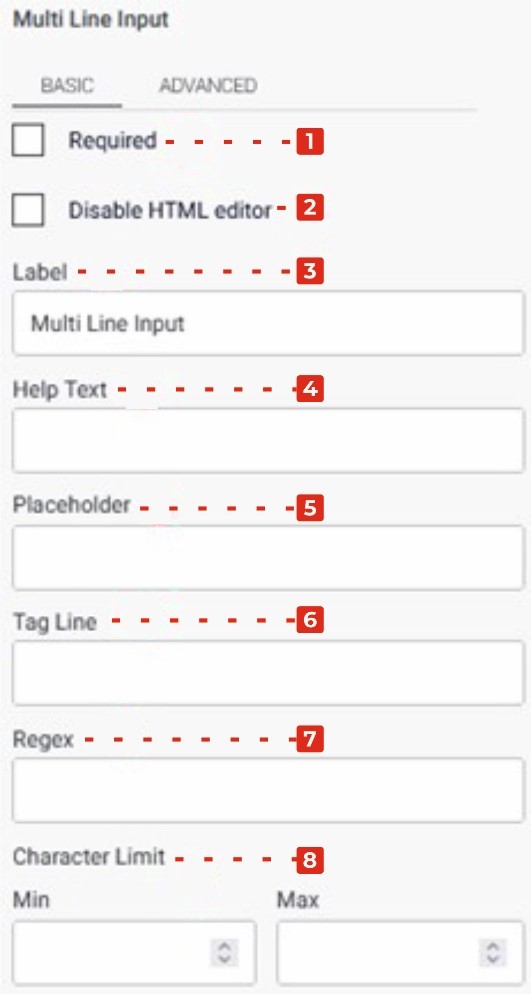 Multi Line Input
BASIC ADVANCED
Required 1
Disable HTML editor 2
Label 3
Multi Line Input
Help Text 4
Placeholder 5
Tag Line 6
Regex 7
Character Limit 8
Min Max